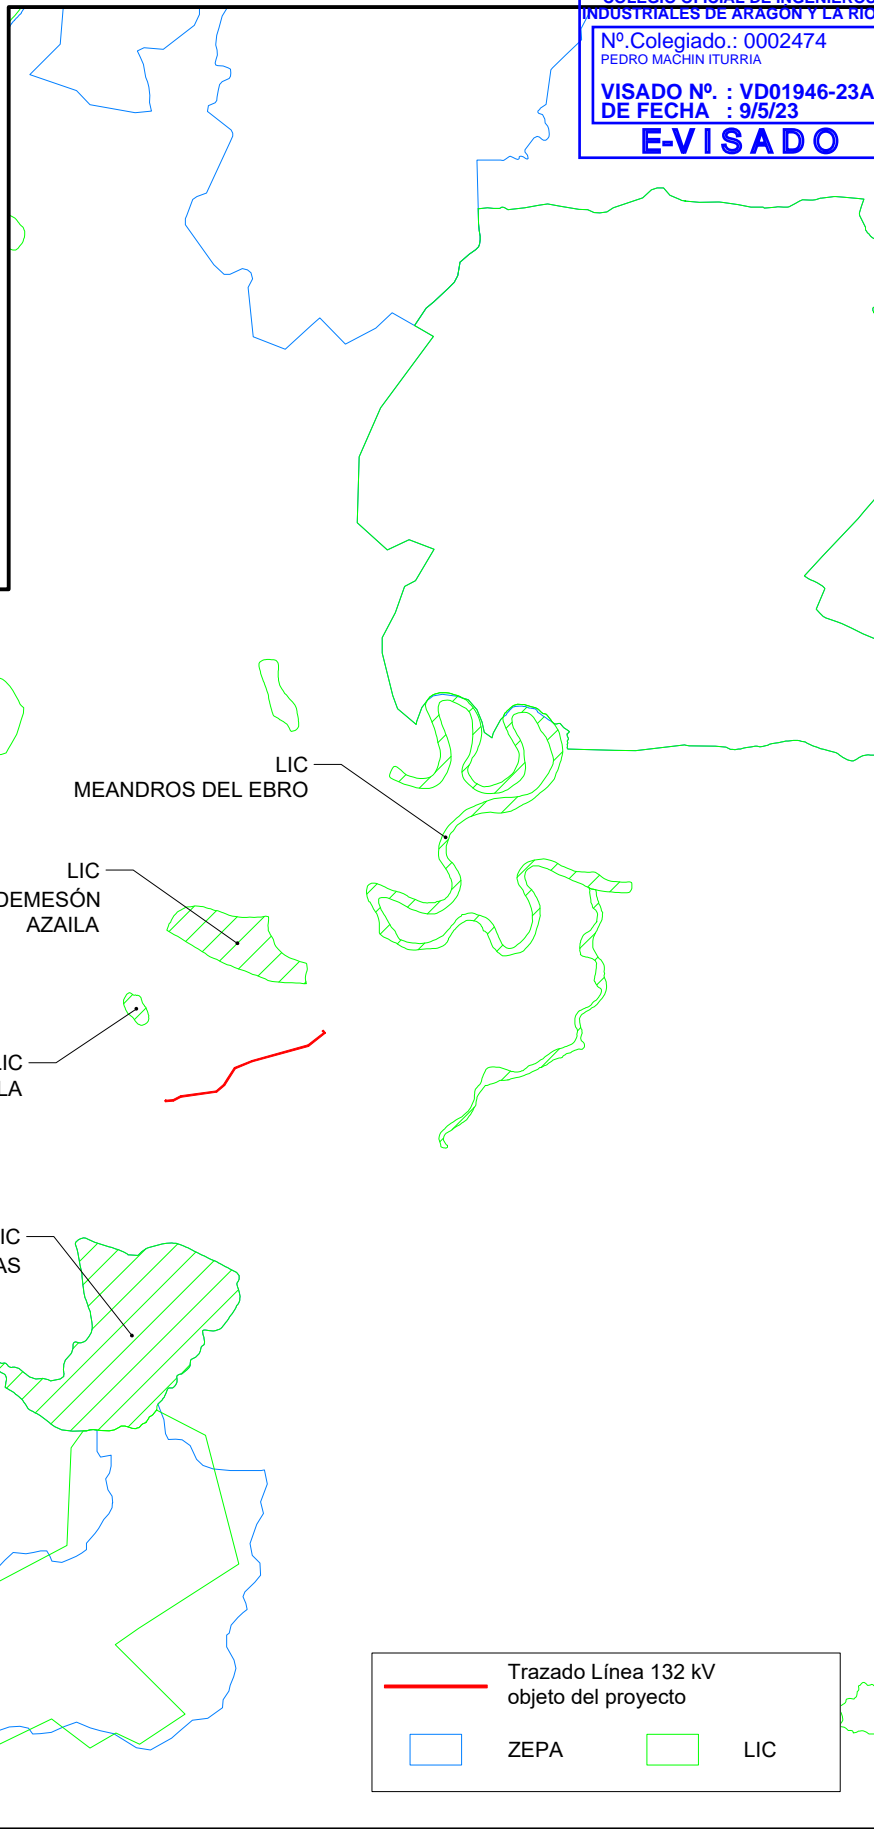 INDUSTRIALES DE ARAGÓN Y LA RIO
Nº.Colegiado.: 0002474
PEDRO MACHIN ITURRIA
VISADO Nº. : VD01946-23A
DE FECHA : 9/5/23
E-VISADO
LIC
MEANDROS DEL EBRO
LIC
DEMESÓN
AZAILA
LIC
LA
IC
AS
Trazado Línea 132 kV
objeto del proyecto
ZEPA
LIC